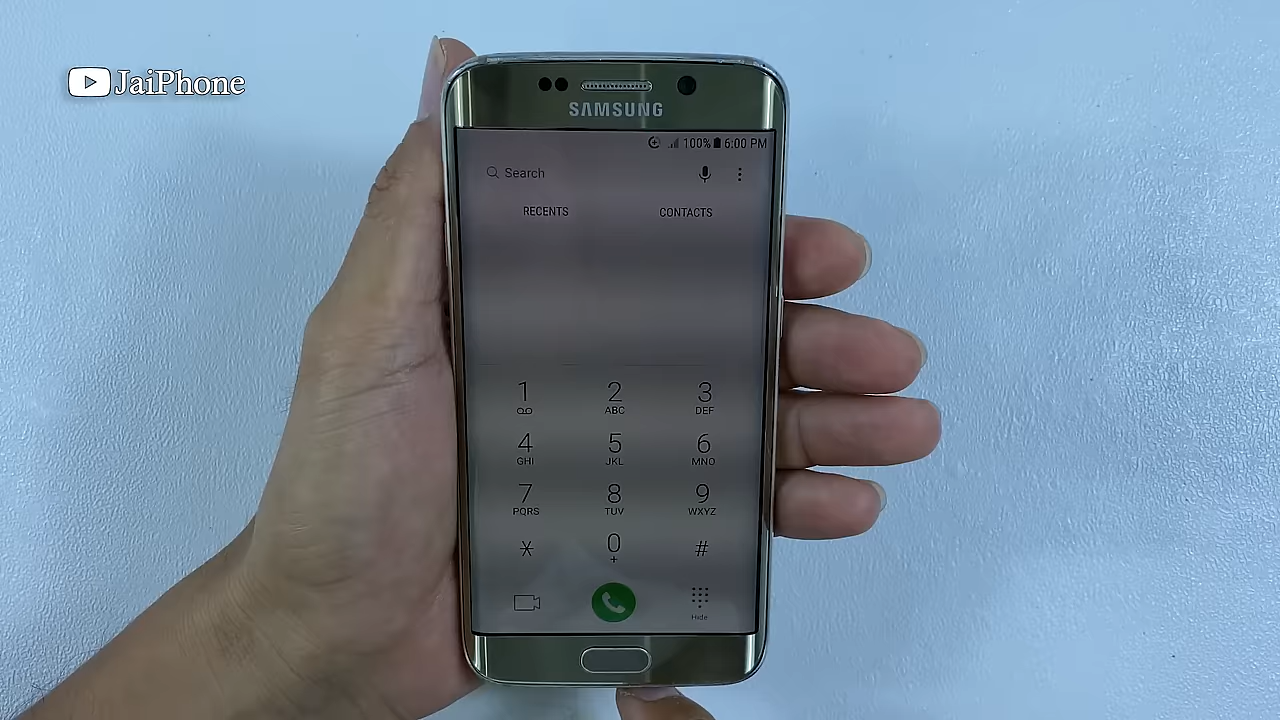 JaiPhone
SAMSUNG
100% 6:00 PM
Search
RECENTS CONTACTS
1 2 3
ABC DEF
4 5 6
GHI JKL MNO
7 8 9
PQRS TUV WXYZ
* 0 #
+
Hide